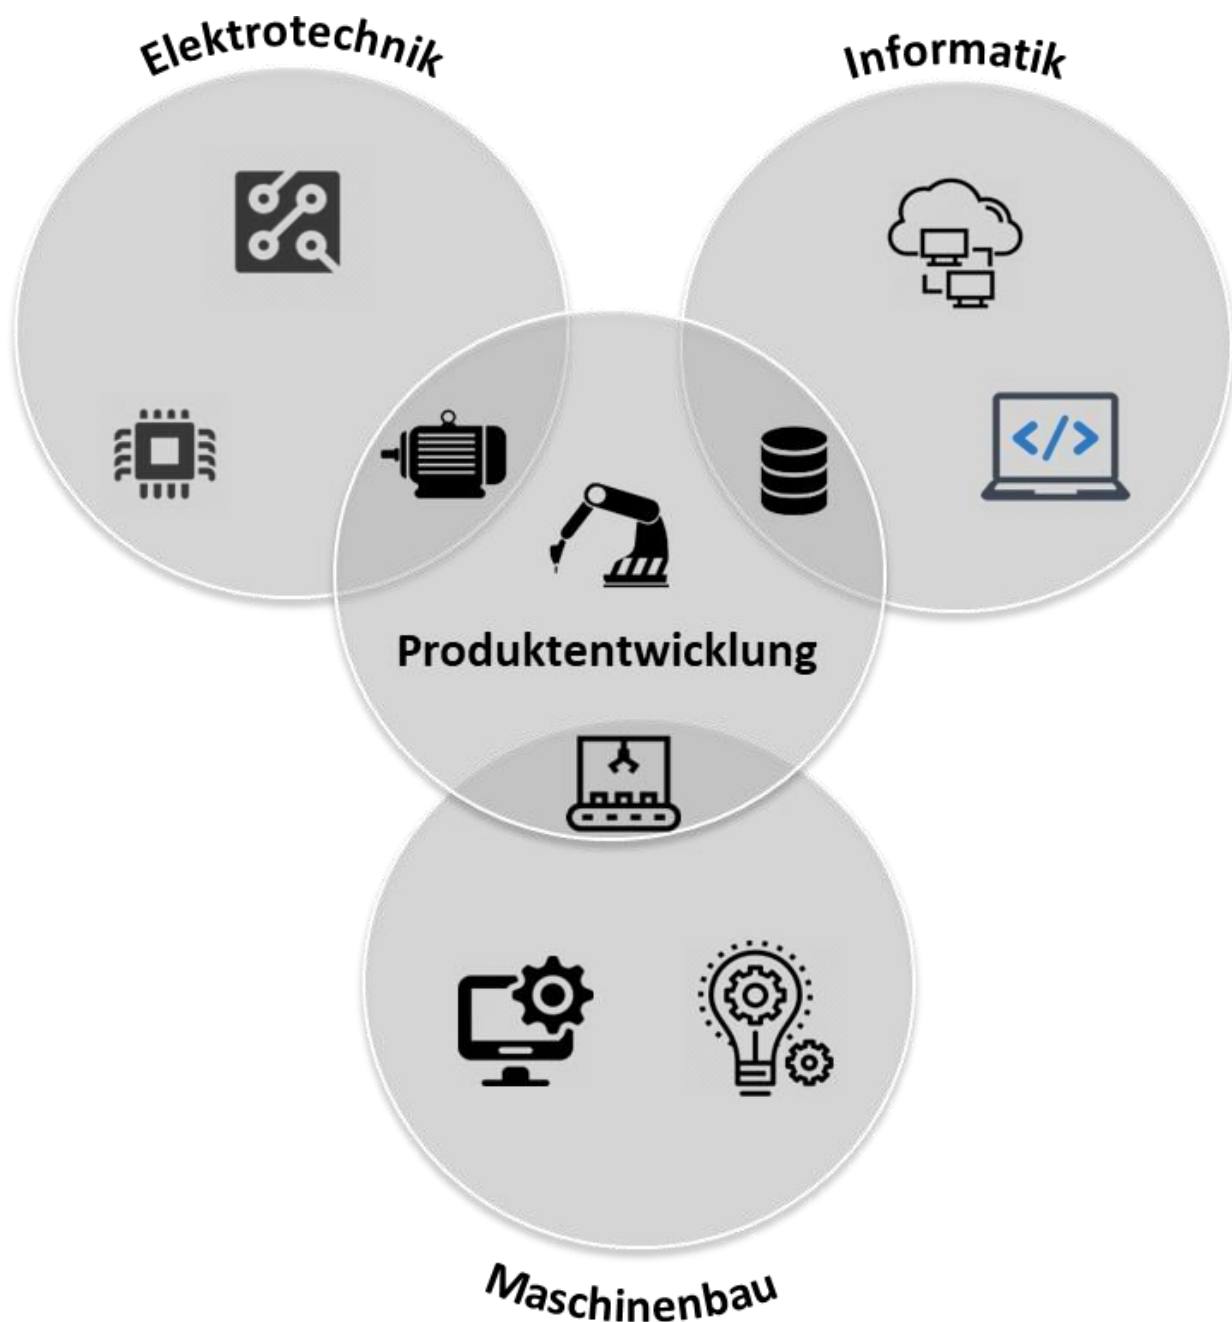 Elektrotechnik
Informatik
</>
Produktentwicklung
Maschinenbau